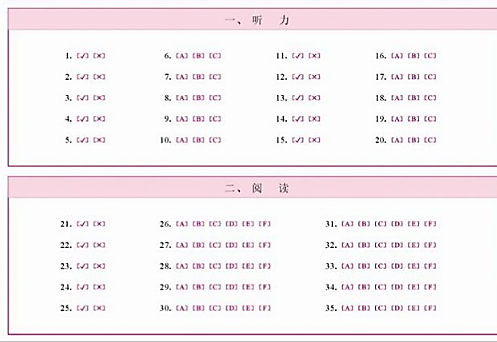 一、听 力
1. [✓] [×] 6. [A] [B] [C] 11. [✓] [×] 16. [A] [B] [C]
2. [✓] [×] 7. [A] [B] [C] 12. [✓] [×] 17. [A] [B] [C]
3. [✓] [×] 8. [A] [B] [C] 13. [✓] [×] 18. [A] [B] [C]
4. [✓] [×] 9. [A] [B] [C] 14. [✓] [×] 19. [A] [B] [C]
5. [✓] [×] 10. [A] [B] [C] 15. [✓] [×] 20. [A] [B] [C]
二、阅 读
21. [✓] [×] 26. [A] [B] [C] [D] [E] [F] 31. [A] [B] [C] [D] [E] [F]
22. [✓] [×] 27. [A] [B] [C] [D] [E] [F] 32. [A] [B] [C] [D] [E] [F]
23. [✓] [×] 28. [A] [B] [C] [D] [E] [F] 33. [A] [B] [C] [D] [E] [F]
24. [✓] [×] 29. [A] [B] [C] [D] [E] [F] 34. [A] [B] [C] [D] [E] [F]
25. [✓] [×] 30. [A] [B] [C] [D] [E] [F] 35. [A] [B] [C] [D] [E] [F]